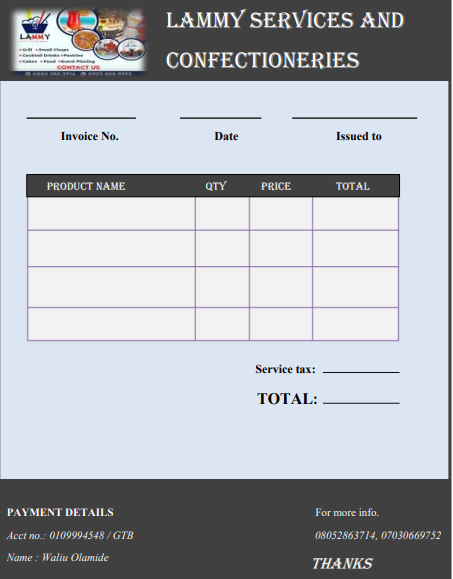 LAMMY SERVICES AND
CONFECTIONERIES
LAMMY
Grill Small Chops
Cocktail Drinks Pastries
Cakes Food Event Planing
CONTACT US
Invoice No. Date Issued to
PRODUCT NAME QTY PRICE TOTAL
Service tax:
TOTAL:
PAYMENT DETAILS
Acct no.: 0109994548 / GTB
Name : Waliu Olamide
For more info.
08052863714, 07030669752
THANKS